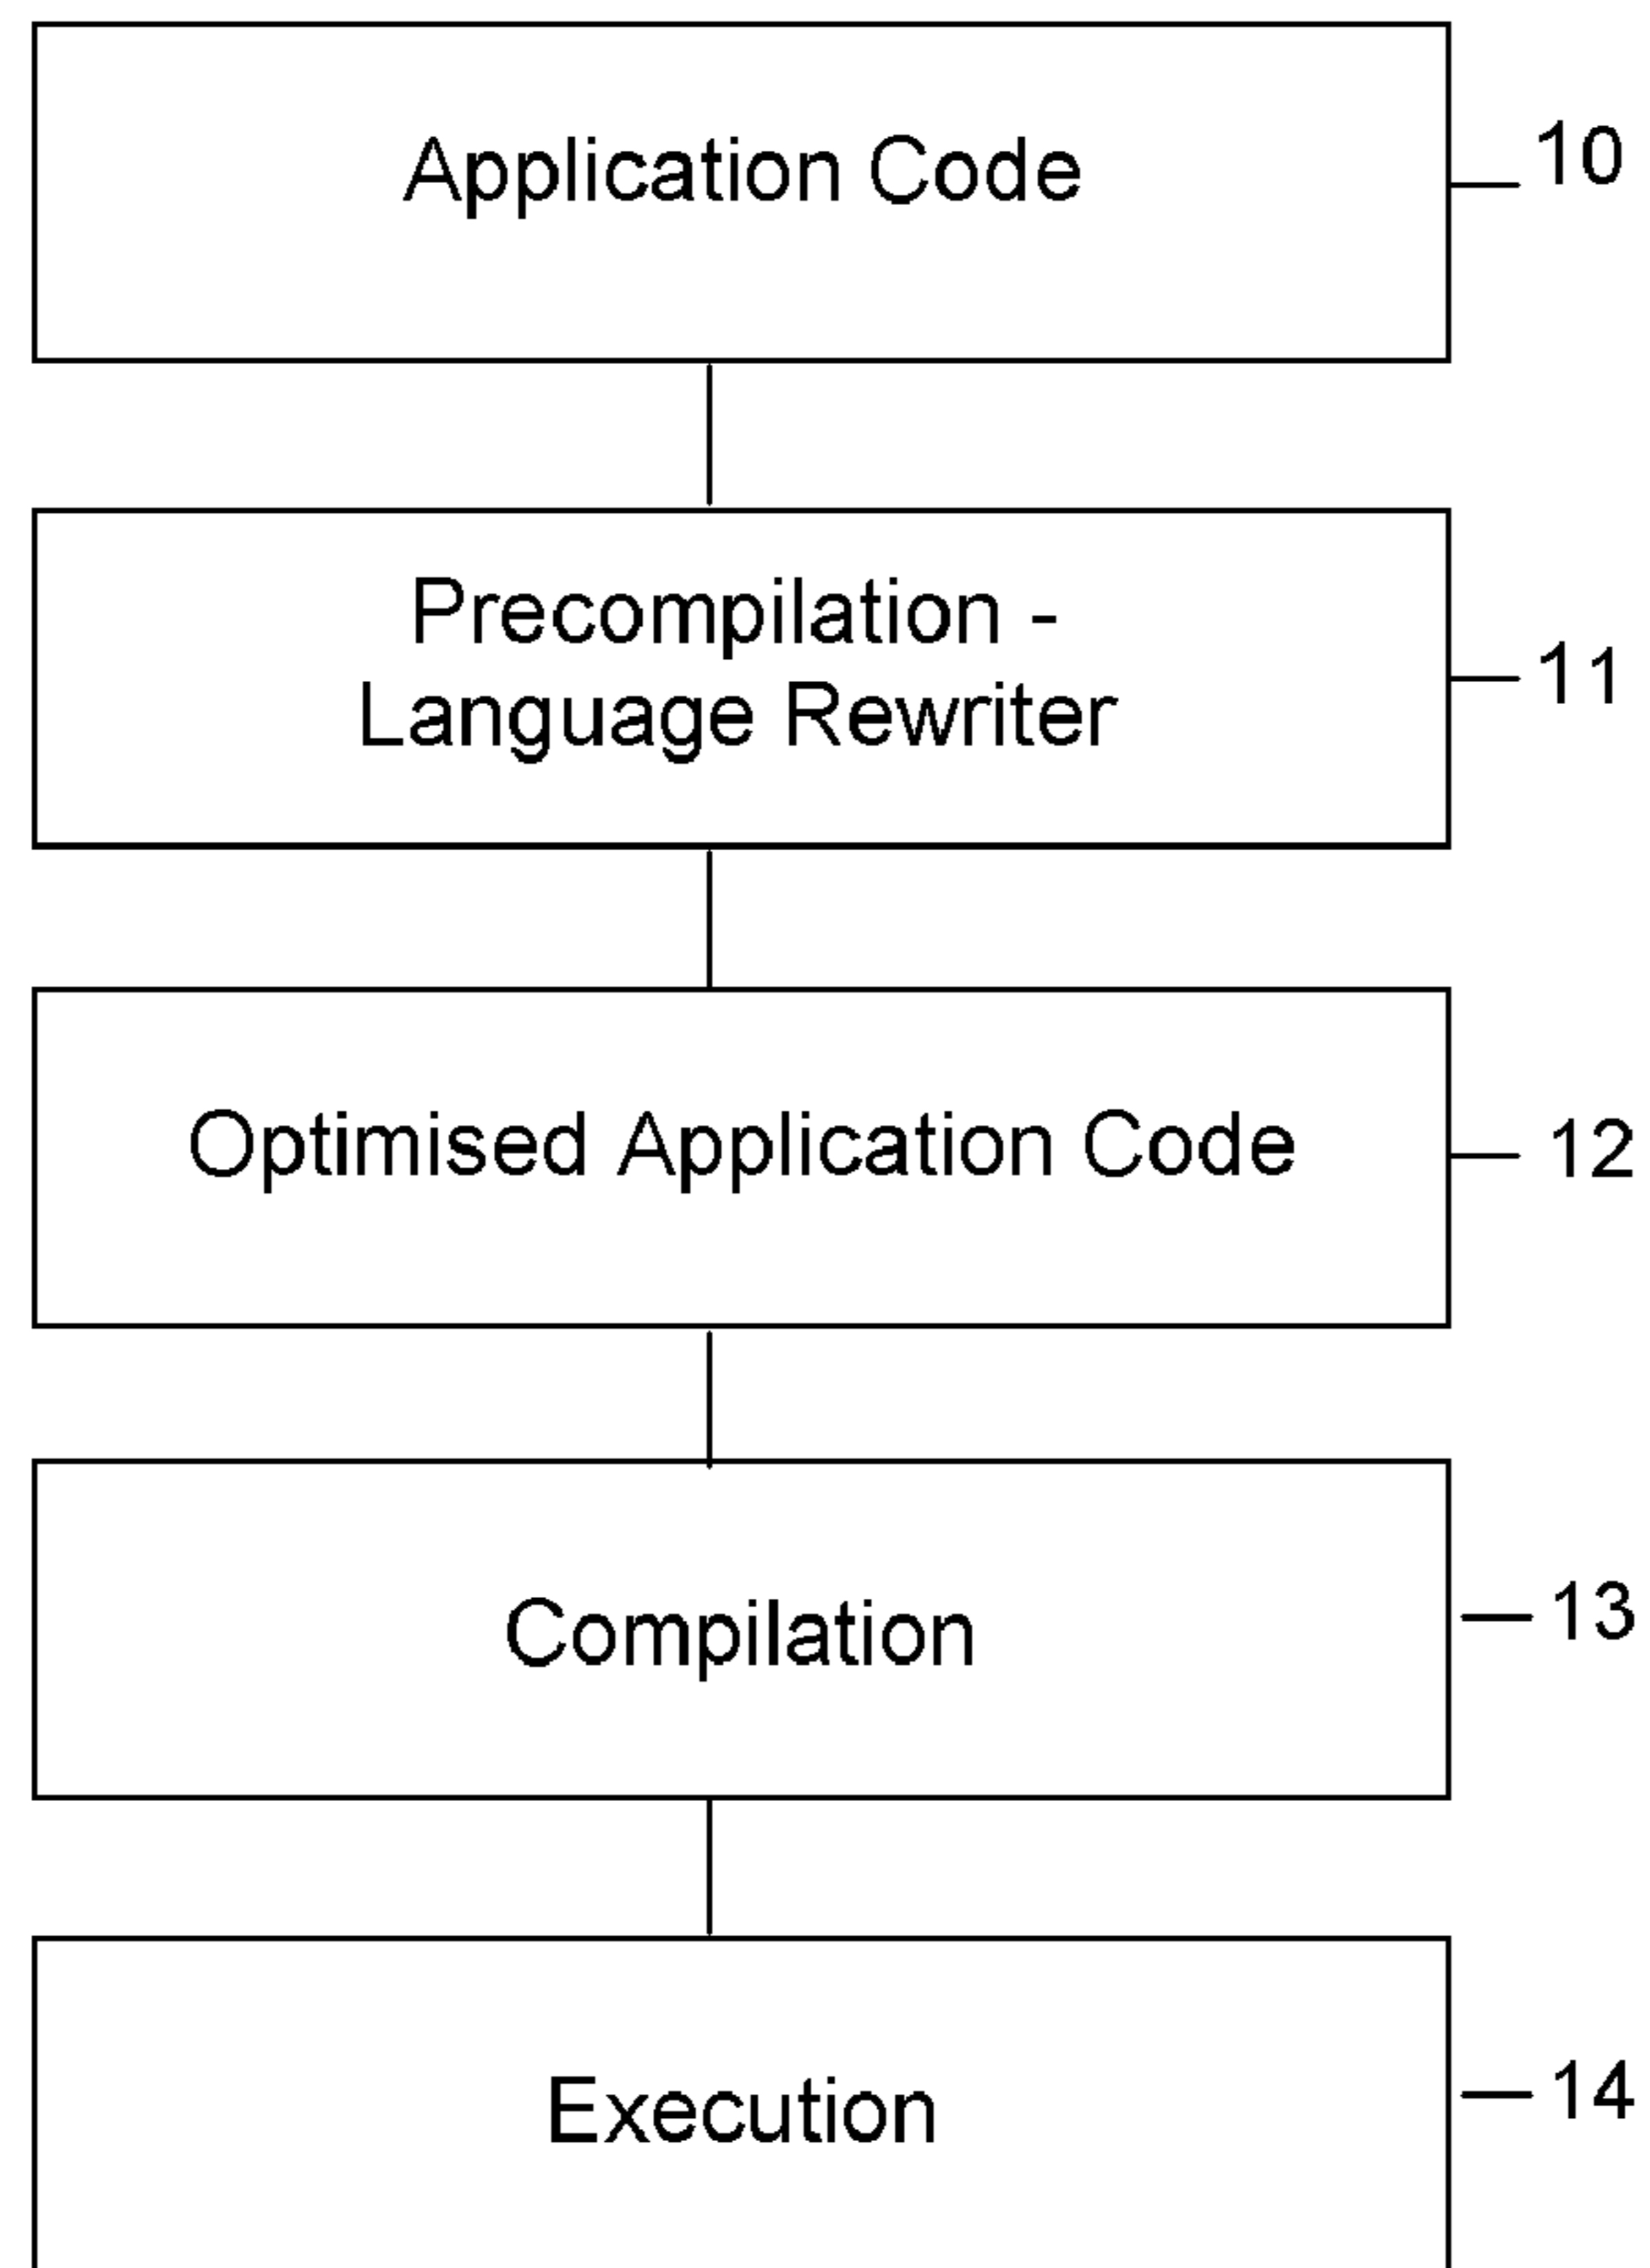 Application Code
10
Precompilation -
Language Rewriter
11
Optimised Application Code
12
Compilation
13
Execution
14